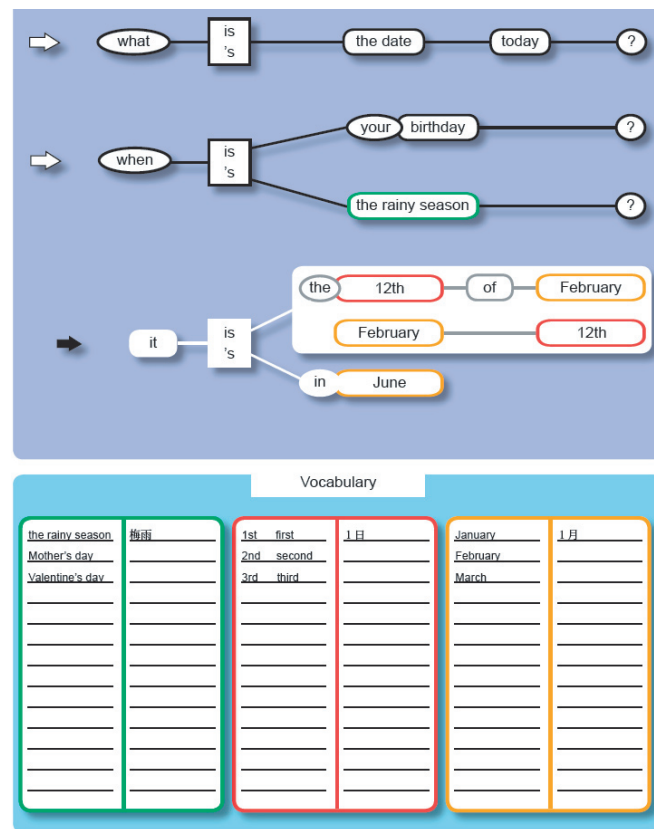 what is 's the date today ?
your birthday ?
when is 's
the rainy season ?
the 12th of February
it is 's February 12th
in June
Vocabulary
the rainy season 梅雨 1st first 1日 January 1月
Mother's day 2nd second February
Valentine's day 3rd third March